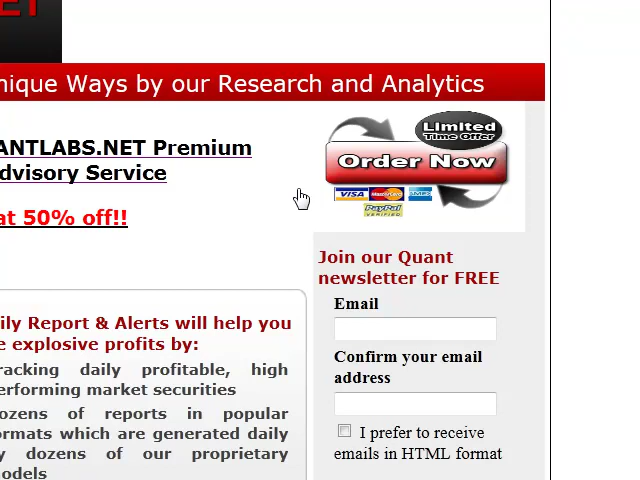 ET
nique Ways by our Research and Analytics
ANTLABS.NET Premium
dvisory Service
at 50% off!!
Limited
Time Offer
Order Now
VISA MasterCard AMEX
PayPal
VERIFIED
Join our Quant
newsletter for FREE
Email
Confirm your email
address
I prefer to receive
emails in HTML format
ily Report & Alerts will help you
e explosive profits by:
racking daily profitable, high
erforming market securities
ozens of reports in popular
ormats which are generated daily
y dozens of our proprietary
odels